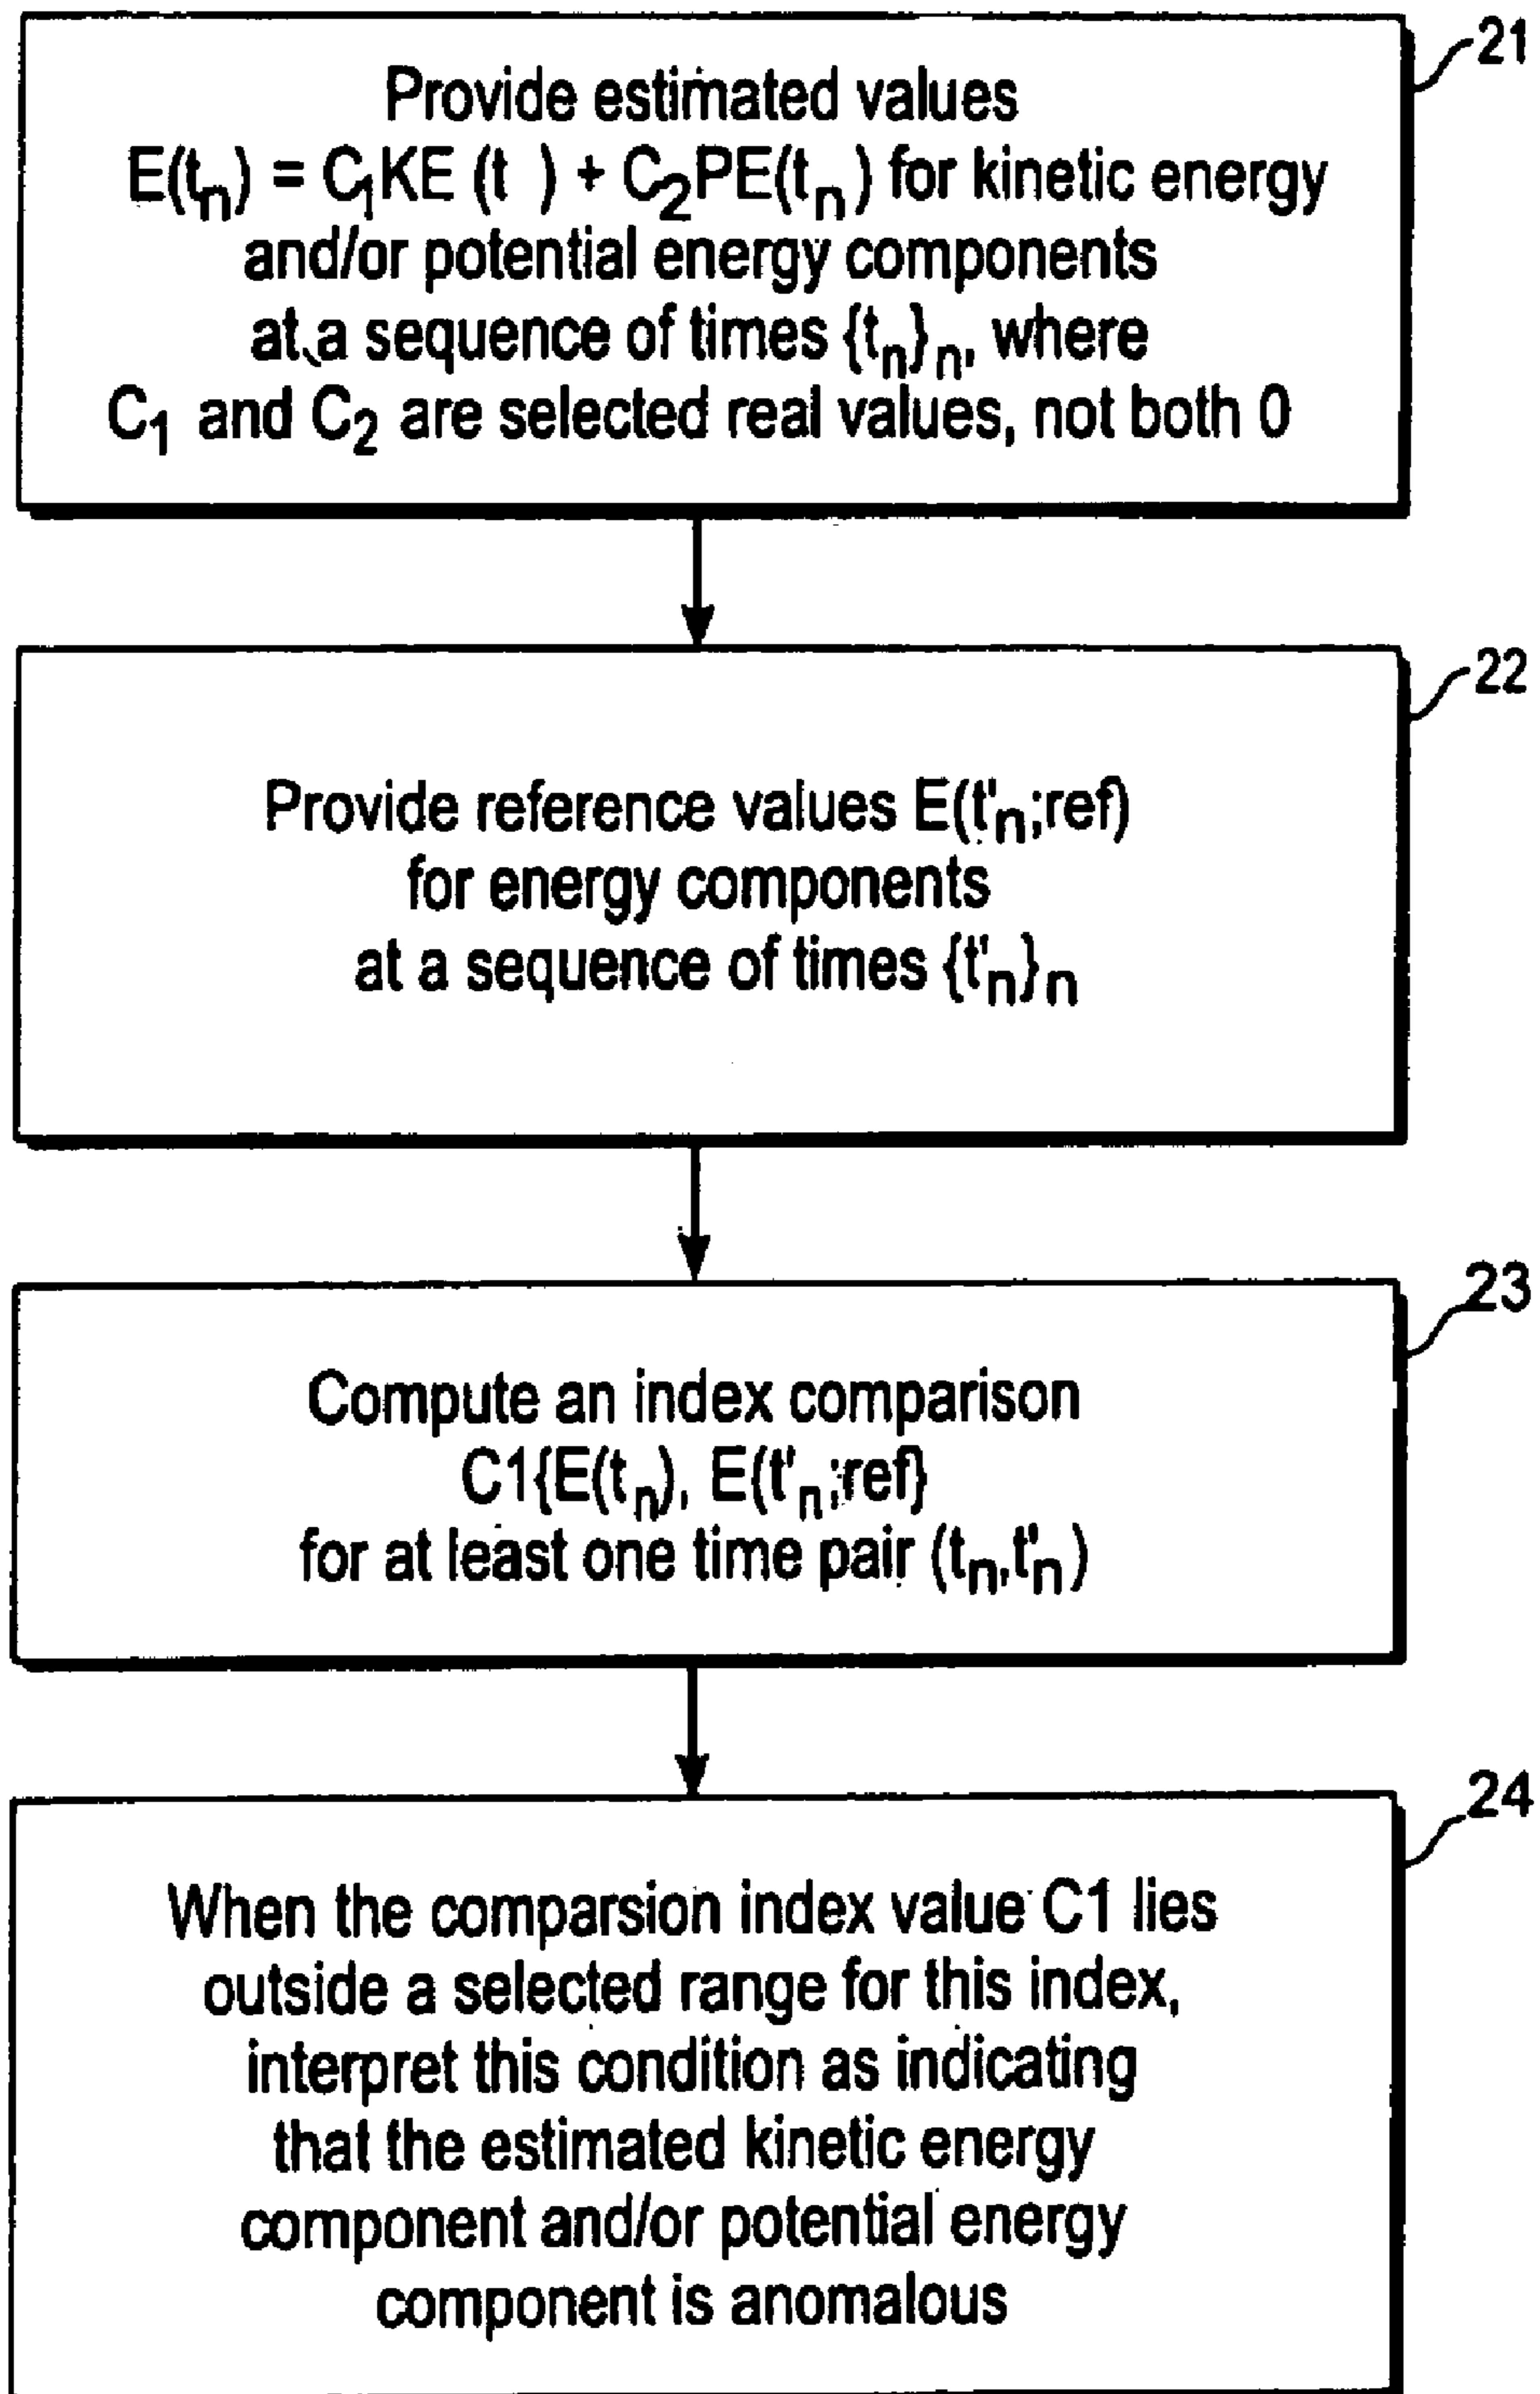 21
Provide estimated values
E(tn) = C1KE (t ) + C2PE(tn) for kinetic energy
and/or potential energy components
at a sequence of times {tn}n, where
C1 and C2 are selected real values, not both 0
22
Provide reference values E(t'n;ref)
for energy components
at a sequence of times {t'n}n
23
Compute an index comparison
C1{E(tn), E(t'n;ref}
for at least one time pair (tn,t'n)
24
When the comparsion index value C1 lies
outside a selected range for this index,
interpret this condition as indicating
that the estimated kinetic energy
component and/or potential energy
component is anomalous